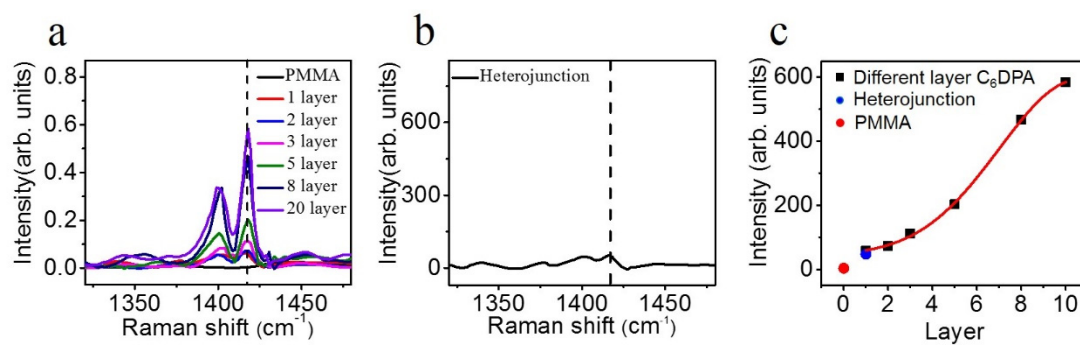 a
0.8
0.6
0.4
0.2
0.0
Intensity(arb. units)
PMMA
1 layer
2 layer
3 layer
5 layer
8 layer
20 layer
1350 1400 1450
Raman shift (cm⁻¹)
b
600
300
0
Intensity(arb. units)
Heterojunction
1350 1400 1450
Raman shift (cm⁻¹)
c
600
400
200
0
Intensity (arb. units)
Different layer C₆DPA
Heterojunction
PMMA
0 2 4 6 8 10
Layer